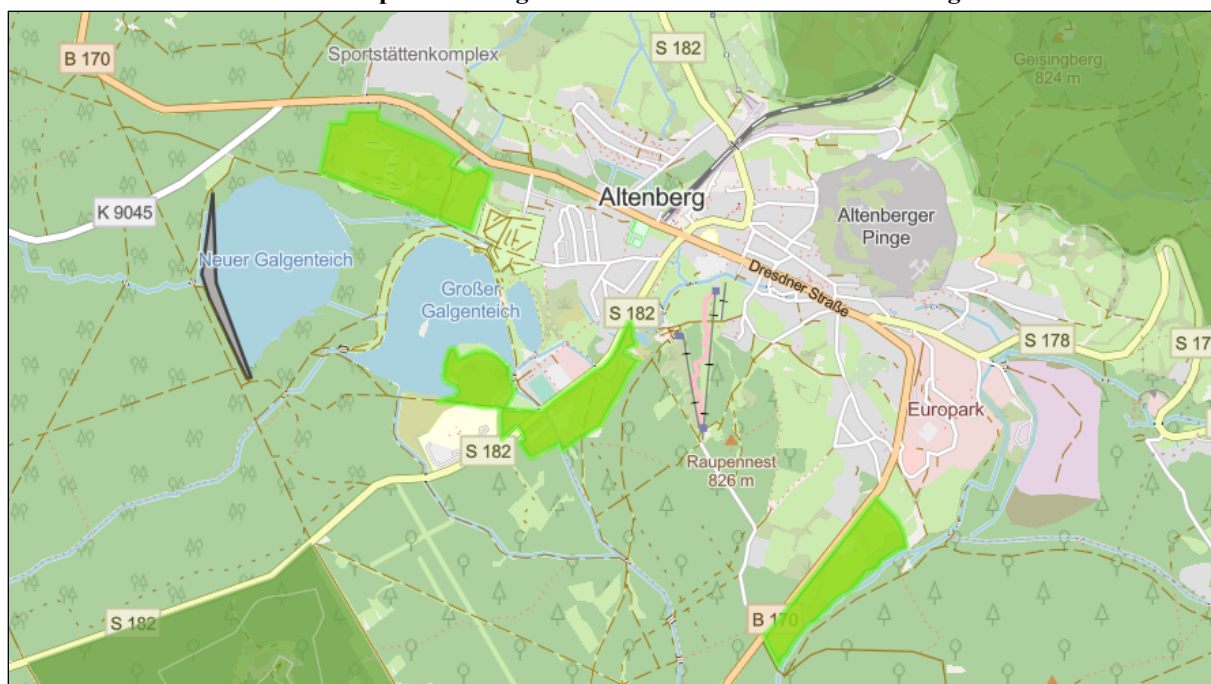 B 170
Sportstättenkomplex
S 182
Geisingberg
824 m
K 9045
Altenberg
Altenberger
Pinge
Neuer Galgenteich
Großer
Galgenteich
Dresdner Straße
S 182
S 178
S 17
Europark
S 182
Raupennest
826 m
B 170
S 182